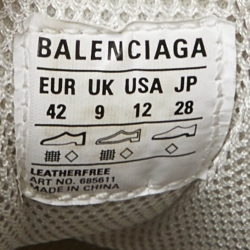 BALENCIAGA
EUR UK USA JP
42 9 12 28
LEATHERFREE
ART NO. 685611
MADE IN CHINA